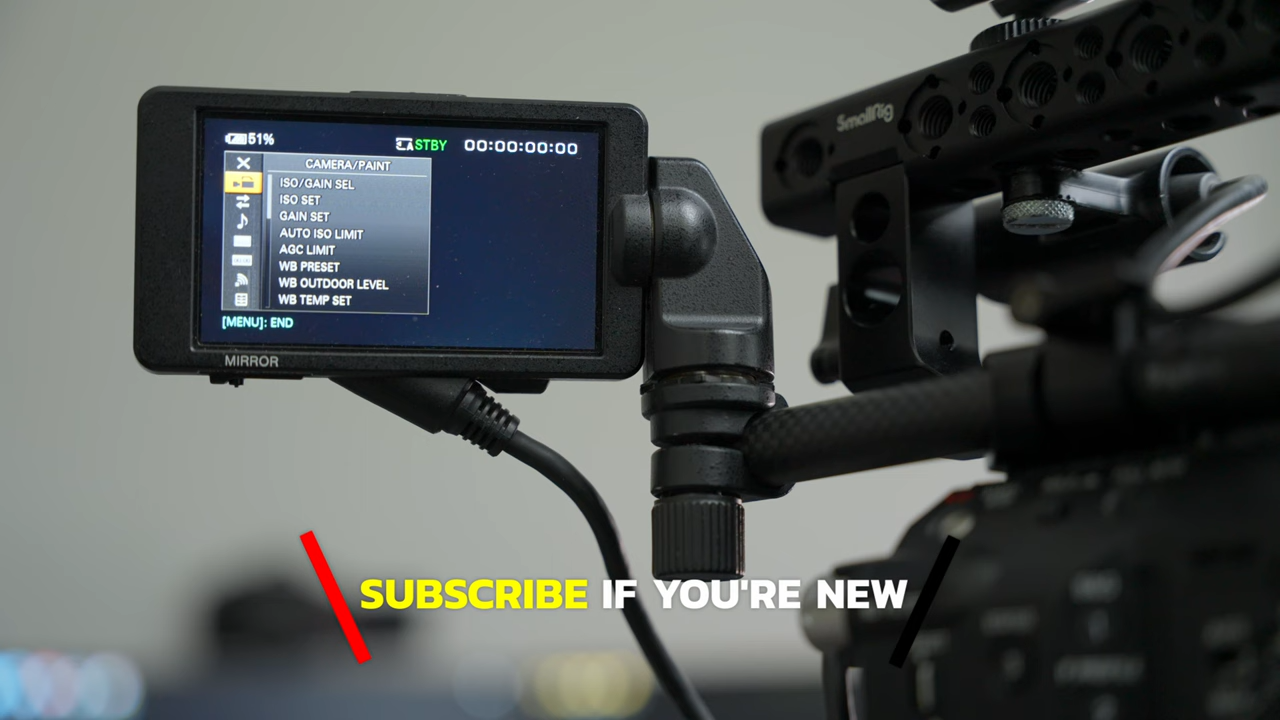 51%
STBY
00:00:00:00
CAMERA/PAINT
ISO/GAIN SEL
ISO SET
GAIN SET
AUTO ISO LIMIT
AGC LIMIT
WB PRESET
WB OUTDOOR LEVEL
WB TEMP SET
[MENU]: END
MIRROR
SmallRig
SUBSCRIBE IF YOU'RE NEW